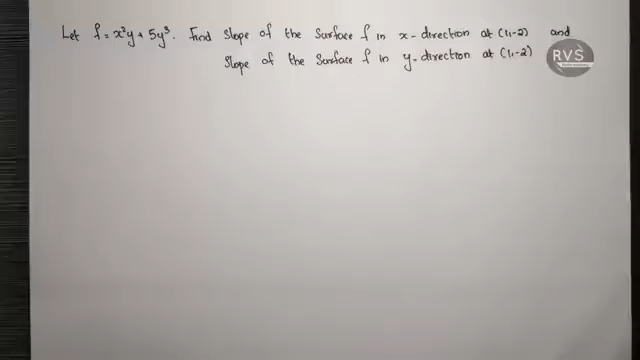 Let f = x²y + 5y³. Find Slope of the Surface f in x-direction at (1,-2) and
Slope of the Surface f in y-direction at (1,-2)
RVS